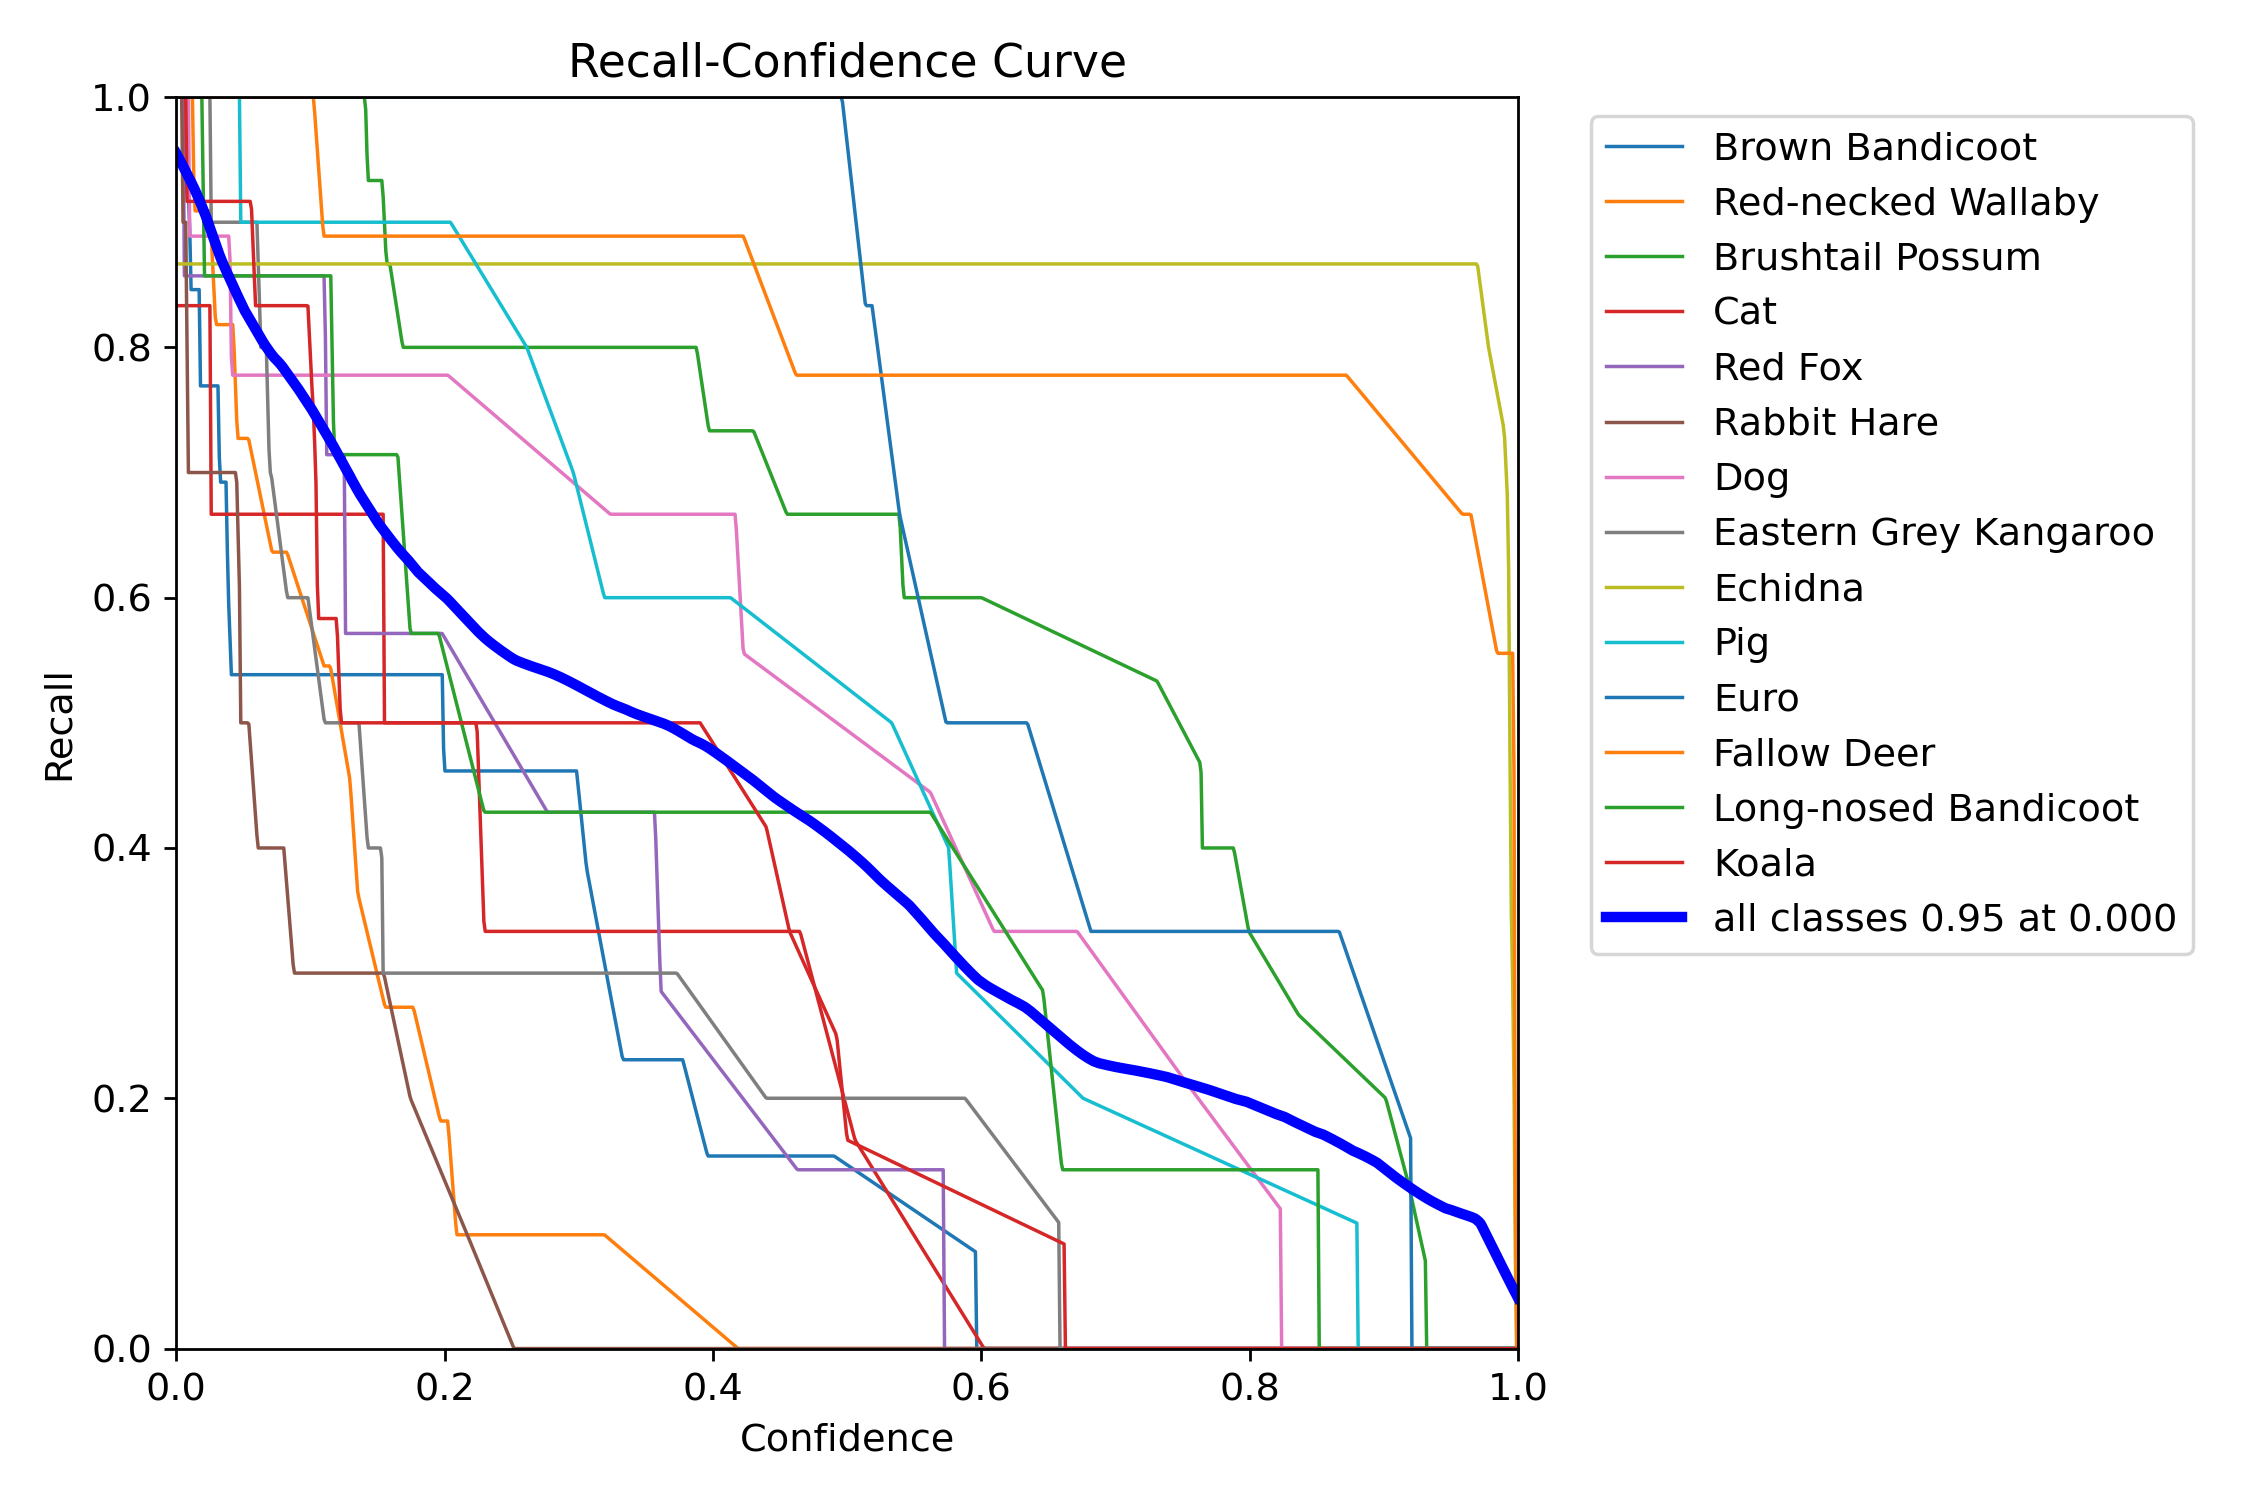 Recall-Confidence Curve
1.0
0.8
0.6
0.4
0.2
0.0
Recall
0.0 0.2 0.4 0.6 0.8 1.0
Confidence
Brown Bandicoot
Red-necked Wallaby
Brushtail Possum
Cat
Red Fox
Rabbit Hare
Dog
Eastern Grey Kangaroo
Echidna
Pig
Euro
Fallow Deer
Long-nosed Bandicoot
Koala
all classes 0.95 at 0.000